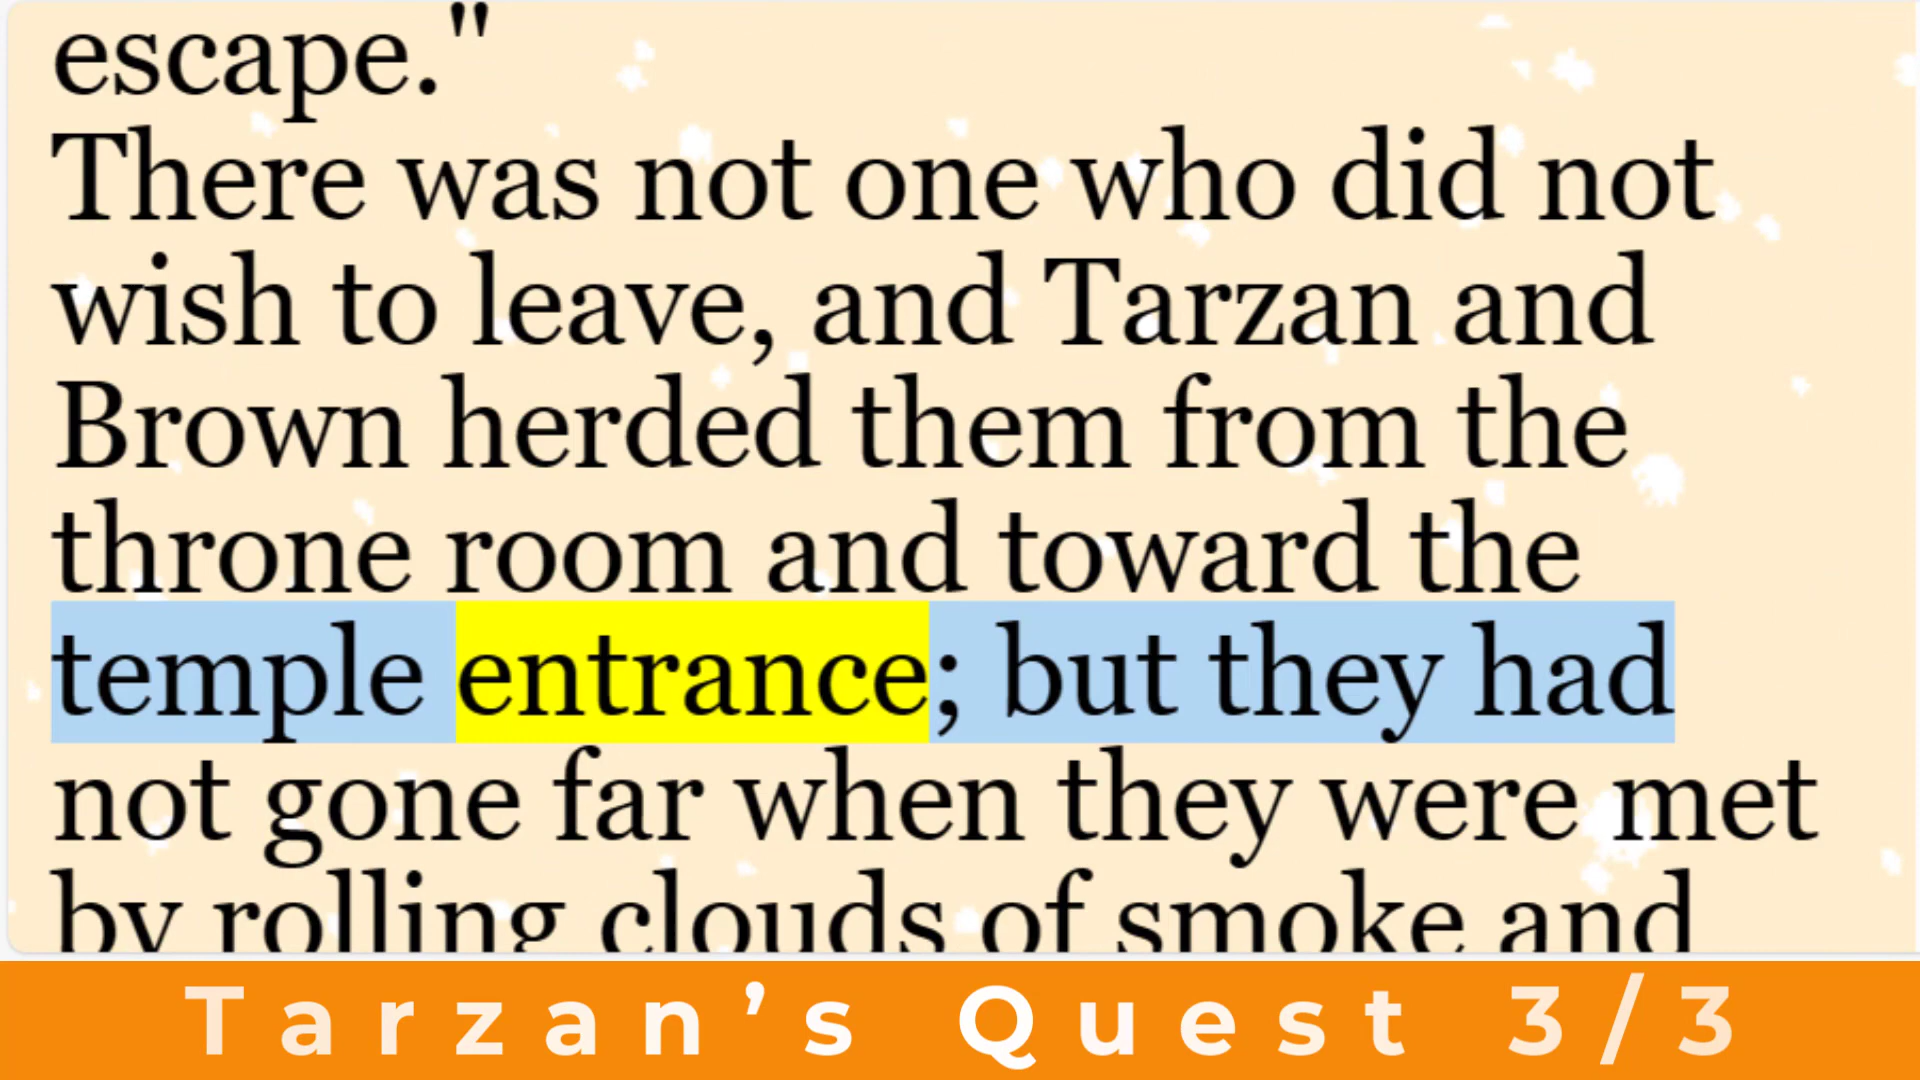 escape."
There was not one who did not
wish to leave, and Tarzan and
Brown herded them from the
throne room and toward the
temple entrance; but they had
not gone far when they were met
by rolling clouds of smoke and
Tarzan’s Quest 3/3